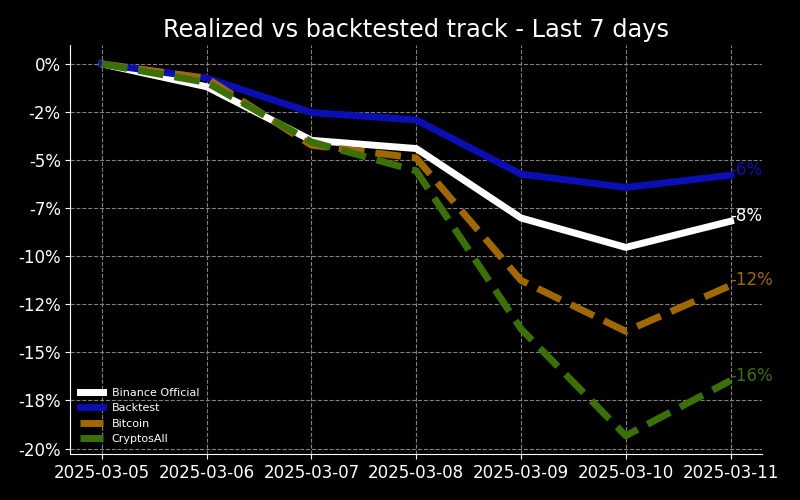 Realized vs backtested track - Last 7 days
0%
-2%
-5%
-7%
-10%
-12%
-15%
-18%
-20%
-6%
-8%
-12%
-16%
Binance Official
Backtest
Bitcoin
CryptosAll
2025-03-05 2025-03-06 2025-03-07 2025-03-08 2025-03-09 2025-03-10 2025-03-11